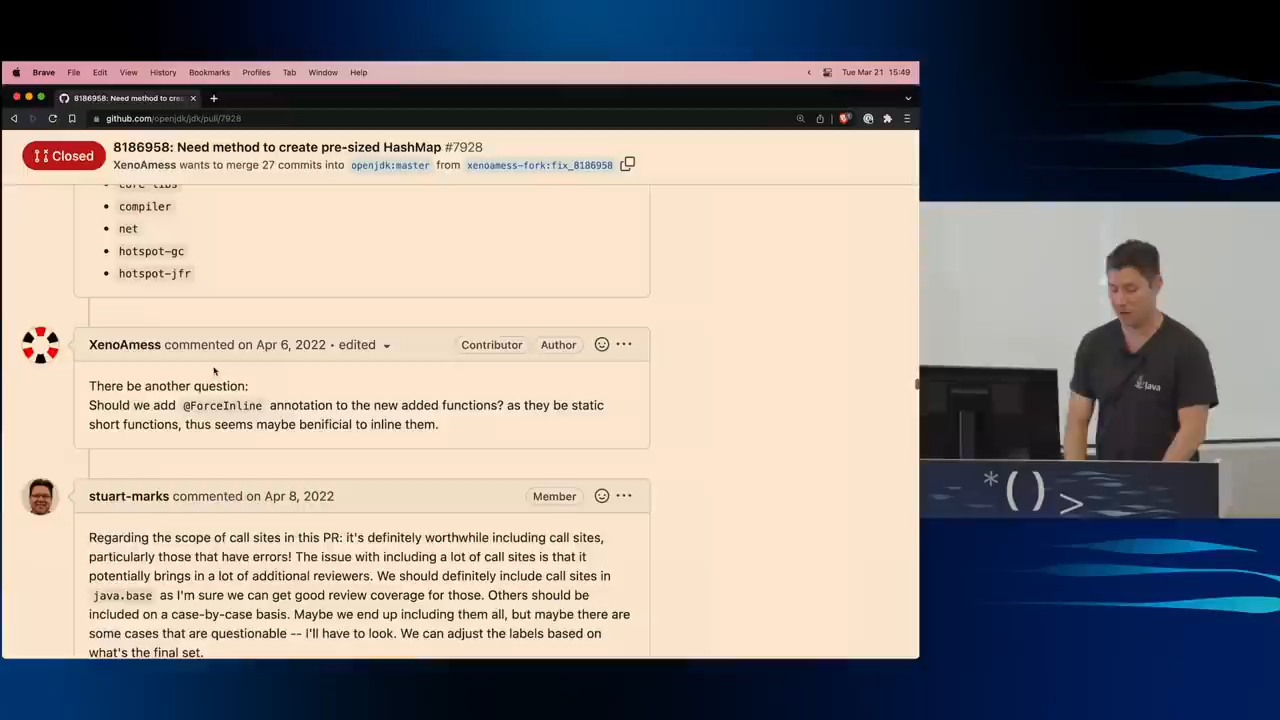 Brave File Edit View History Bookmarks Profiles Tab Window Help Tue Mar 21 15:49
8186958: Need method to crea
github.com/openjdk/jdk/pull/7928
Closed
8186958: Need method to create pre-sized HashMap #7928
XenoAmess wants to merge 27 commits into openjdk:master from xenoamess-fork:fix_8186958
core-libs
compiler
net
hotspot-gc
hotspot-jfr
XenoAmess commented on Apr 6, 2022 • edited Contributor Author
There be another question:
Should we add @ForceInline annotation to the new added functions? as they be static
short functions, thus seems maybe benificial to inline them.
stuart-marks commented on Apr 8, 2022 Member
Regarding the scope of call sites in this PR: it's definitely worthwhile including call sites,
particularly those that have errors! The issue with including a lot of call sites is that it
potentially brings in a lot of additional reviewers. We should definitely include call sites in
java.base as I'm sure we can get good review coverage for those. Others should be
included on a case-by-case basis. Maybe we end up including them all, but maybe there are
some cases that are questionable -- I'll have to look. We can adjust the labels based on
what's the final set.
Java
*()>